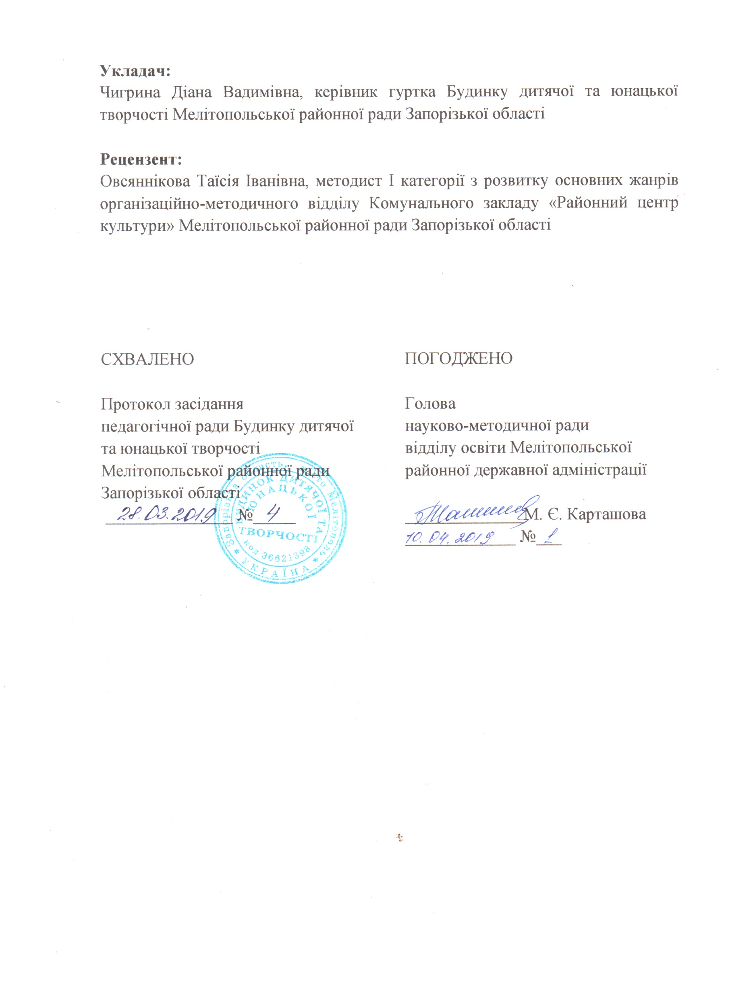 Укладач:
Чигрина Діана Вадимівна, керівник гуртка Будинку дитячої та юнацької
творчості Мелітопольської районної ради Запорізької області
Рецензент:
Овсяннікова Таїсія Іванівна, методист І категорії з розвитку основних жанрів
організаційно-методичного відділу Комунального закладу «Районний центр
культури» Мелітопольської районної ради Запорізької області
СХВАЛЕНО
Протокол засідання
педагогічної ради Будинку дитячої
та юнацької творчості
Мелітопольської районної ради
Запорізької області
28.03.2019 № 4
ПОГОДЖЕНО
Голова
науково-методичної ради
відділу освіти Мелітопольської
районної державної адміністрації
М. Є. Карташова
10.04.2019 № 1
Запорізька область, місто Мелітополь
* УКРАЇНА *
БУДИНОК ДИТЯЧОЇ ТА
ЮНАЦЬКОЇ
ТВОРЧОСТІ
код 36621398